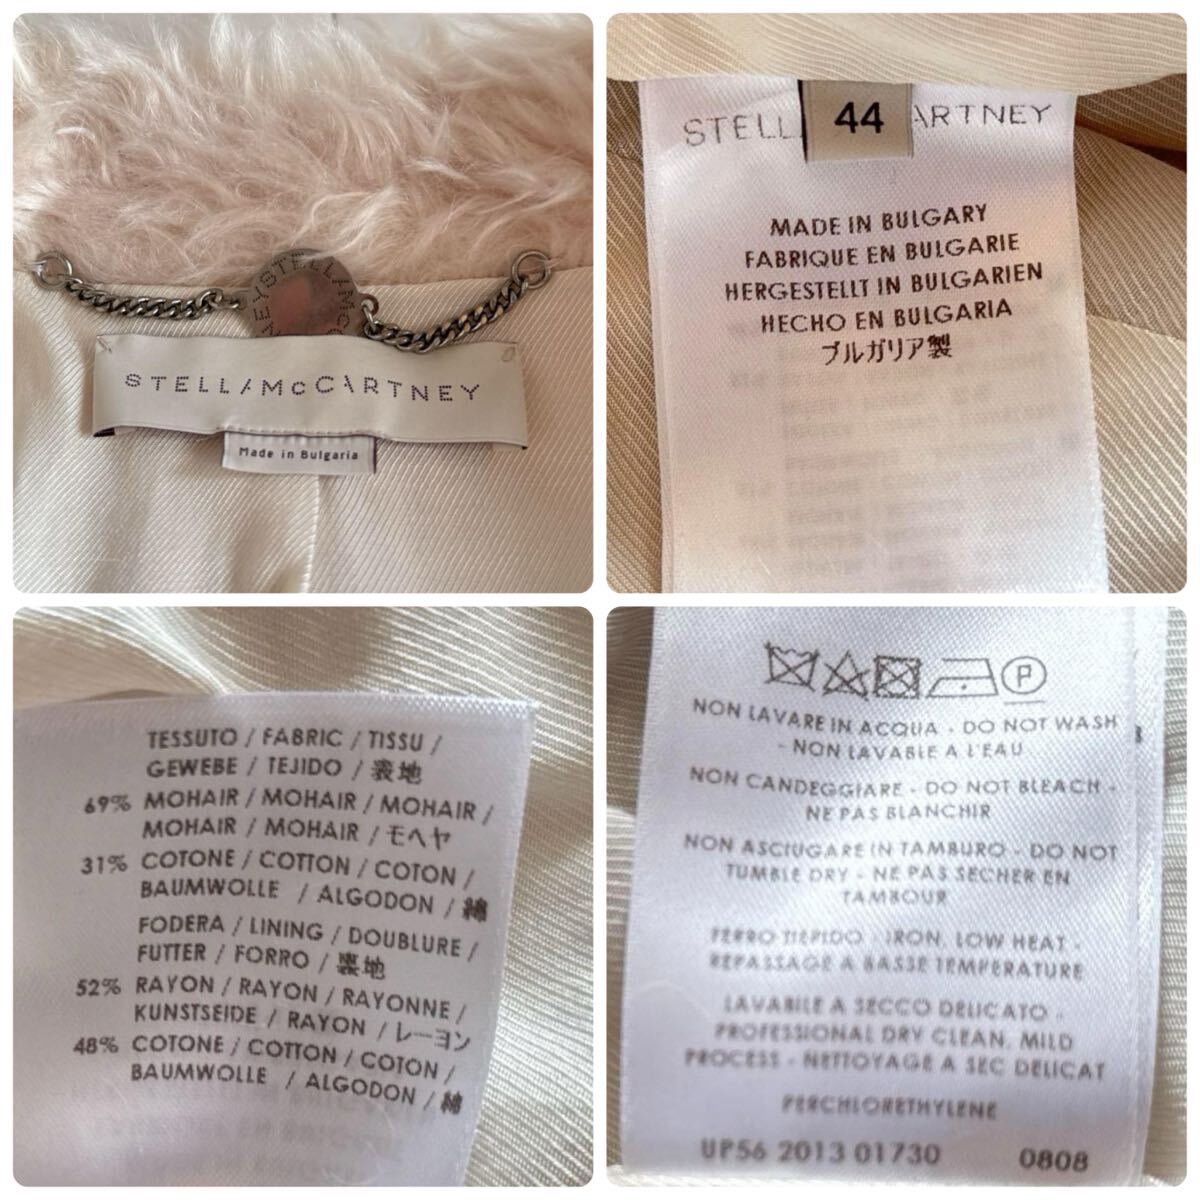 STELLAMcCARTNEY
Made in Bulgaria
44
MADE IN BULGARY
FABRIQUE EN BULGARIE
HERGESTELLT IN BULGARIEN
HECHO EN BULGARIA
ブルガリア製
TESSUTO / FABRIC / TISSU /
GEWEBE / TEJIDO / 表地
69% MOHAIR / MOHAIR / MOHAIR /
MOHAIR / MOHAIR / モヘヤ
31% COTONE / COTTON / COTON /
BAUMWOLLE / ALGODON / 綿
FODERA / LINING / DOUBLURE /
FUTTER / FORRO / 裏地
52% RAYON / RAYON / RAYONNE /
KUNSTSEIDE / RAYON / レーヨン
48% COTONE / COTTON / COTON /
BAUMWOLLE / ALGODON / 綿
P
NON LAVARE IN ACQUA - DO NOT WASH
- NON LAVABLE A L'EAU
NON CANDEGGIARE - DO NOT BLEACH -
NE PAS BLANCHIR
NON ASCIUGARE IN TAMBURO - DO NOT
TUMBLE DRY - NE PAS SECHER EN
TAMBOUR
FERRO TIEPIDO - IRON, LOW HEAT -
REPASSAGE A BASSE TEMPERATURE
LAVABILE A SECCO DELICATO -
PROFESSIONAL DRY CLEAN, MILD
PROCESS - NETTOYAGE A SEC DELICAT
PERCHLORETHYLENE
UP56 2013 01730 0808